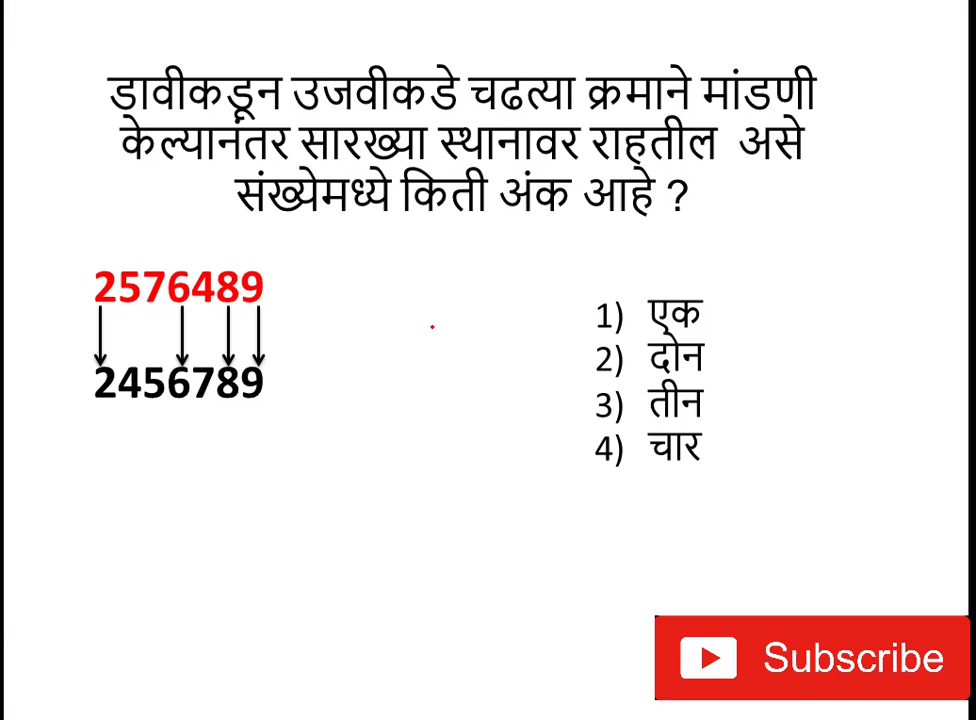 डावीकडून उजवीकडे चढत्या क्रमाने मांडणी
केल्यानंतर सारख्या स्थानावर राहतील असे
संख्येमध्ये किती अंक आहे ?
2576489
2456789
1) एक
2) दोन
3) तीन
4) चार
Subscribe